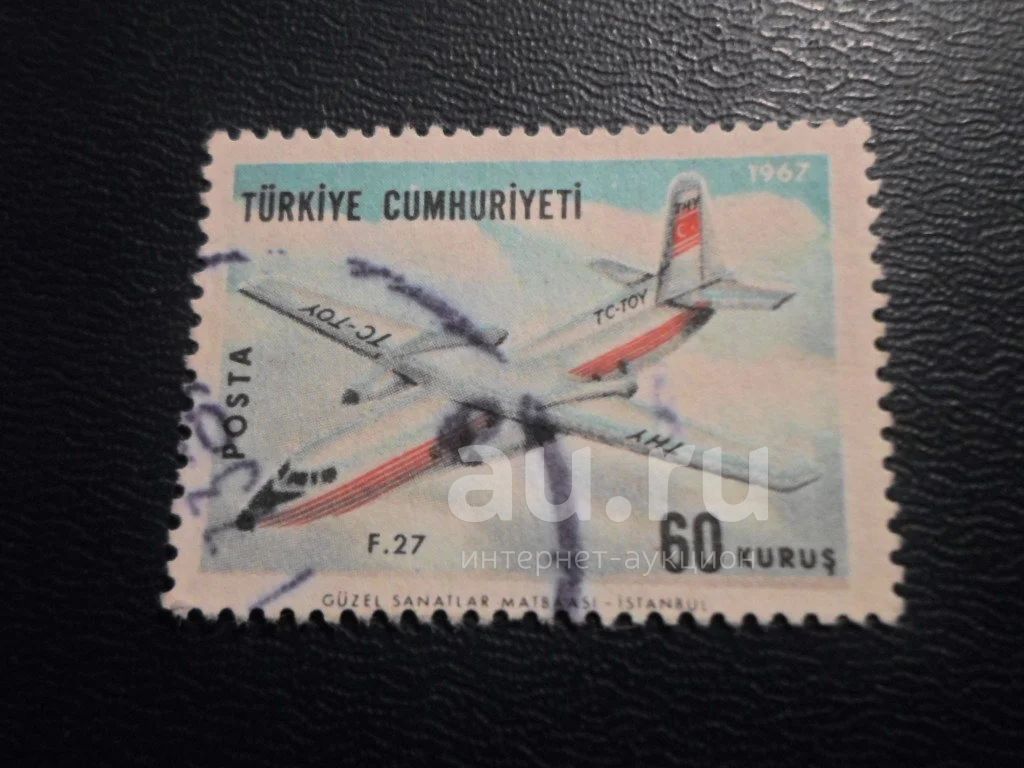 1967
TÜRKİYE CUMHURİYETİ
THY
TC-TOY
TC-TOY
POSTA
THY
au.ru
F.27
60 KURUŞ
интернет-аукцион
GÜZEL SANATLAR MATBAASI - İSTANBUL